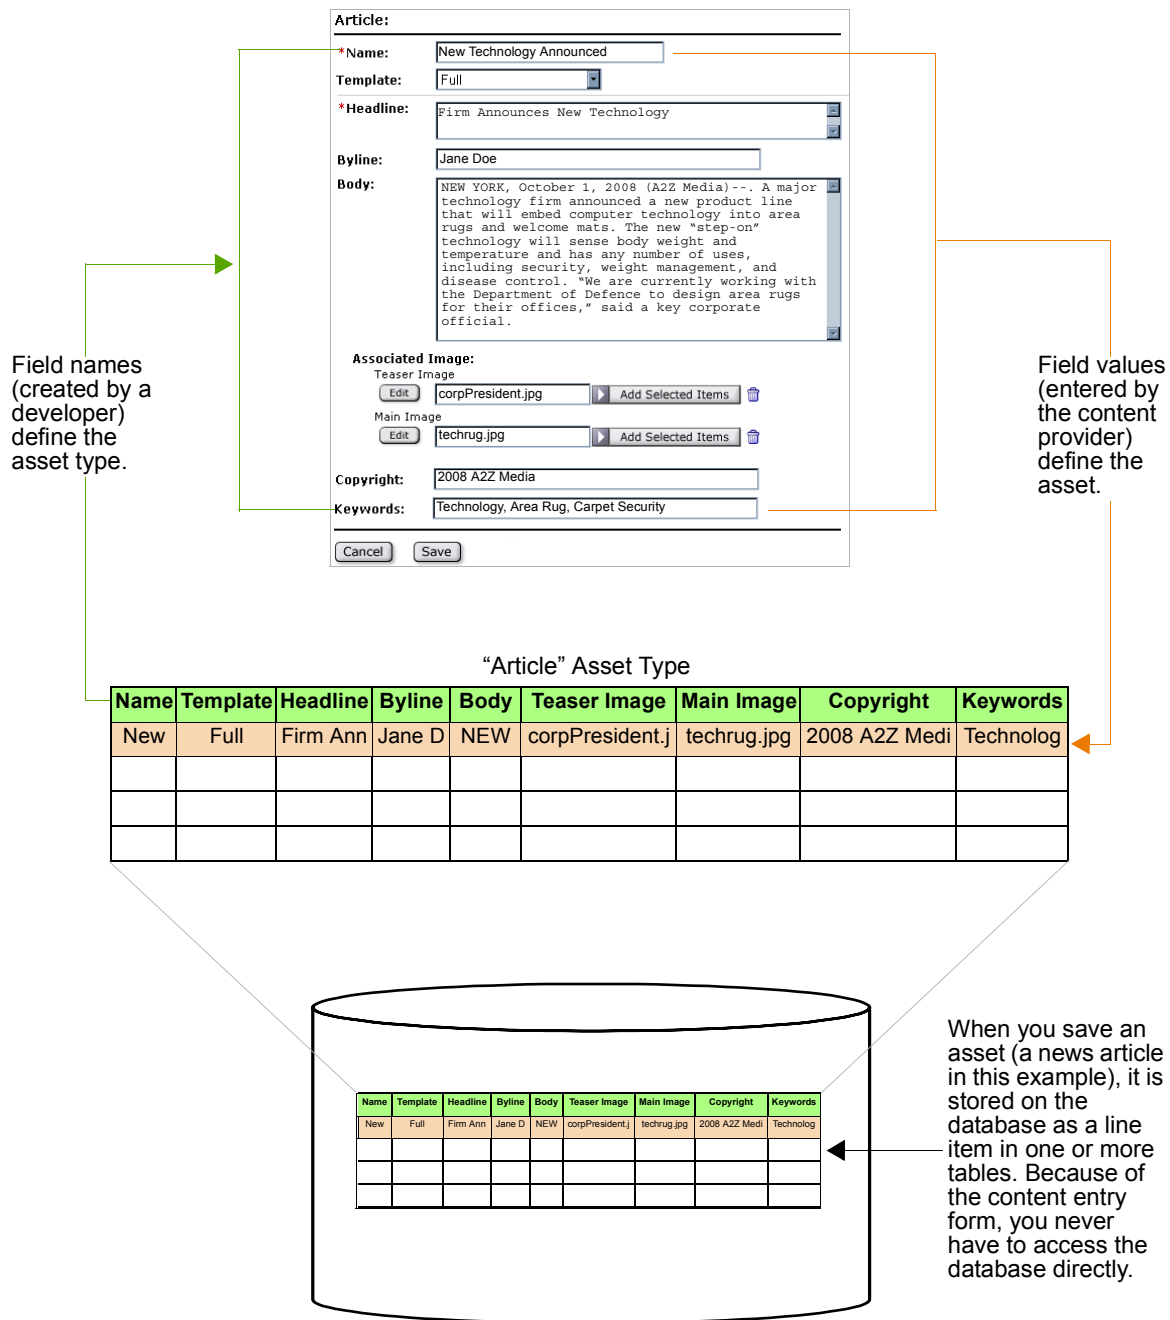 Article:
*Name: New Technology Announced
Template: Full
*Headline: Firm Announces New Technology
Byline: Jane Doe
Body: NEW YORK, October 1, 2008 (A2Z Media)--. A major
technology firm announced a new product line
that will embed computer technology into area
rugs and welcome mats. The new “step-on”
technology will sense body weight and
temperature and has any number of uses,
including security, weight management, and
disease control. “We are currently working with
the Department of Defence to design area rugs
for their offices,” said a key corporate
official.
Associated Image:
Teaser Image
Edit corpPresident.jpg Add Selected Items
Main Image
Edit techrug.jpg Add Selected Items
Copyright: 2008 A2Z Media
Keywords: Technology, Area Rug, Carpet Security
Cancel Save
Field names
(created by a
developer)
define the
asset type.
Field values
(entered by
the content
provider)
define the
asset.
“Article” Asset Type
Name Template Headline Byline Body Teaser Image Main Image Copyright Keywords
New Full Firm Ann Jane D NEW corpPresident.j techrug.jpg 2008 A2Z Medi Technolog
Name Template Headline Byline Body Teaser Image Main Image Copyright Keywords
New Full Firm Ann Jane D NEW corpPresident.j techrug.jpg 2008 A2Z Medi Technolog
When you save an
asset (a news article
in this example), it is
stored on the
database as a line
item in one or more
tables. Because of
the content entry
form, you never
have to access the
database directly.